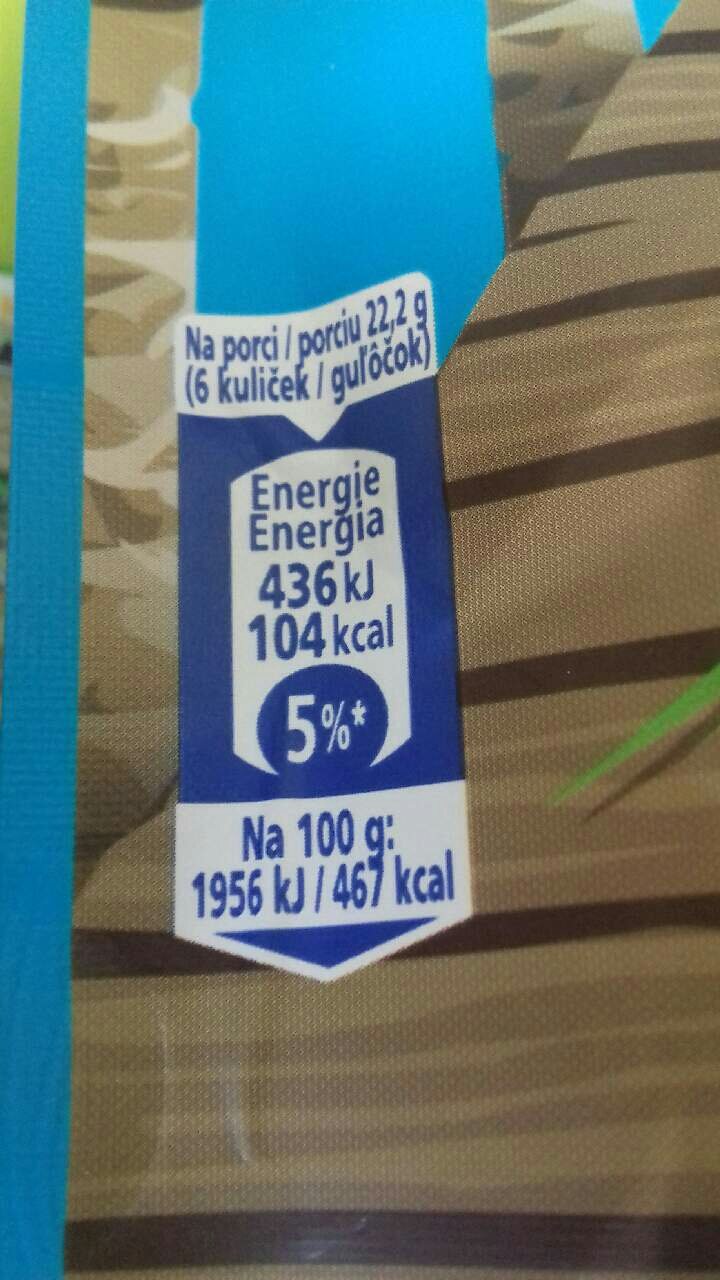 Na porci / porciu 22,2 g
(6 kuliček / guľôčok)
Energie
Energia
436 kJ
104 kcal
5%*
Na 100 g:
1956 kJ / 467 kcal